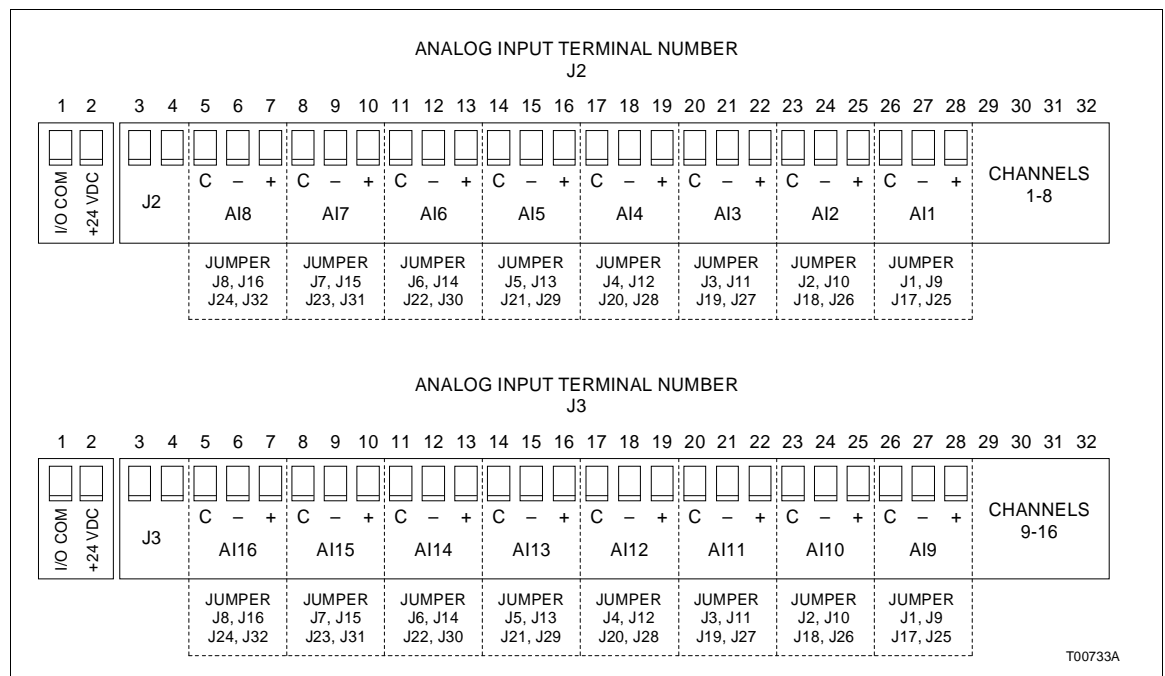 ANALOG INPUT TERMINAL NUMBER
J2
1 2 3 4 5 6 7 8 9 10 11 12 13 14 15 16 17 18 19 20 21 22 23 24 25 26 27 28 29 30 31 32
I/O COM
+24 VDC
J2
C – + C – + C – + C – + C – + C – + C – + C – +
AI8 AI7 AI6 AI5 AI4 AI3 AI2 AI1
CHANNELS
1-8
JUMPER JUMPER JUMPER JUMPER JUMPER JUMPER JUMPER JUMPER
J8, J16 J7, J15 J6, J14 J5, J13 J4, J12 J3, J11 J2, J10 J1, J9
J24, J32 J23, J31 J22, J30 J21, J29 J20, J28 J19, J27 J18, J26 J17, J25
ANALOG INPUT TERMINAL NUMBER
J3
1 2 3 4 5 6 7 8 9 10 11 12 13 14 15 16 17 18 19 20 21 22 23 24 25 26 27 28 29 30 31 32
I/O COM
+24 VDC
J3
C – + C – + C – + C – + C – + C – + C – + C – +
AI16 AI15 AI14 AI13 AI12 AI11 AI10 AI9
CHANNELS
9-16
JUMPER JUMPER JUMPER JUMPER JUMPER JUMPER JUMPER JUMPER
J8, J16 J7, J15 J6, J14 J5, J13 J4, J12 J3, J11 J2, J10 J1, J9
J24, J32 J23, J31 J22, J30 J21, J29 J20, J28 J19, J27 J18, J26 J17, J25
T00733A